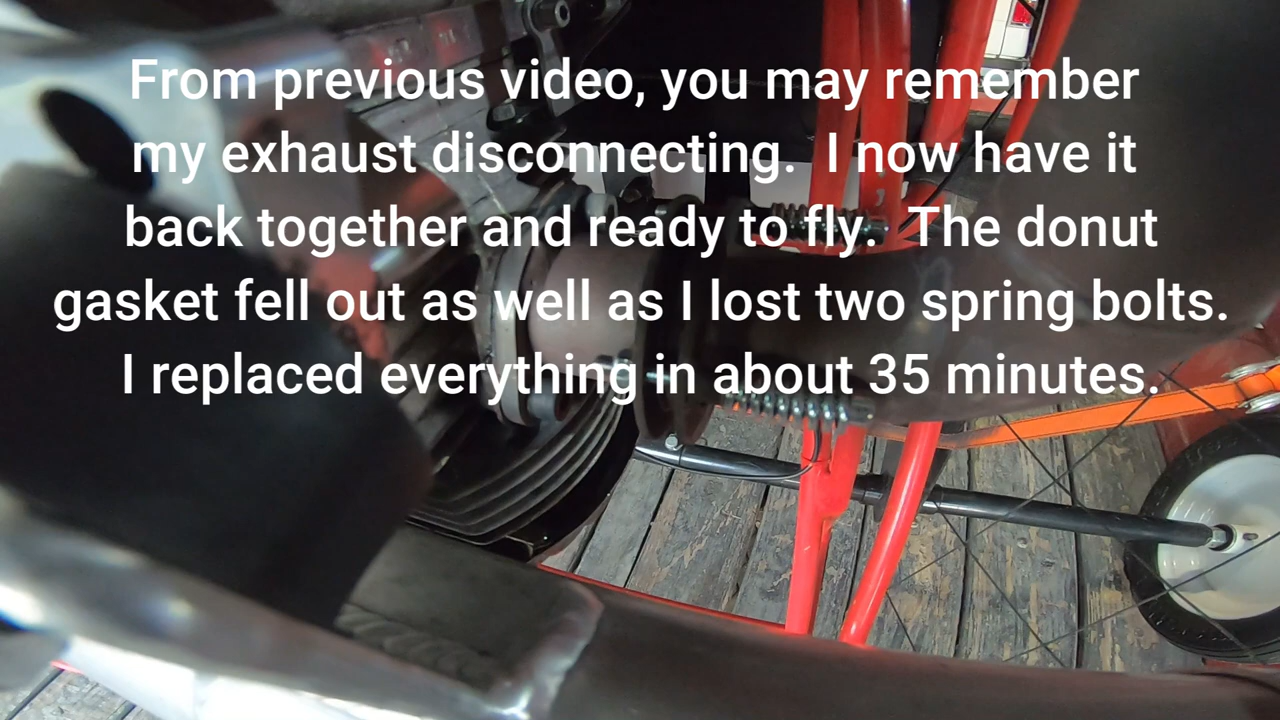 From previous video, you may remember
my exhaust disconnecting.  I now have it
back together and ready to fly.  The donut
gasket fell out as well as I lost two spring bolts.
I replaced everything in about 35 minutes.